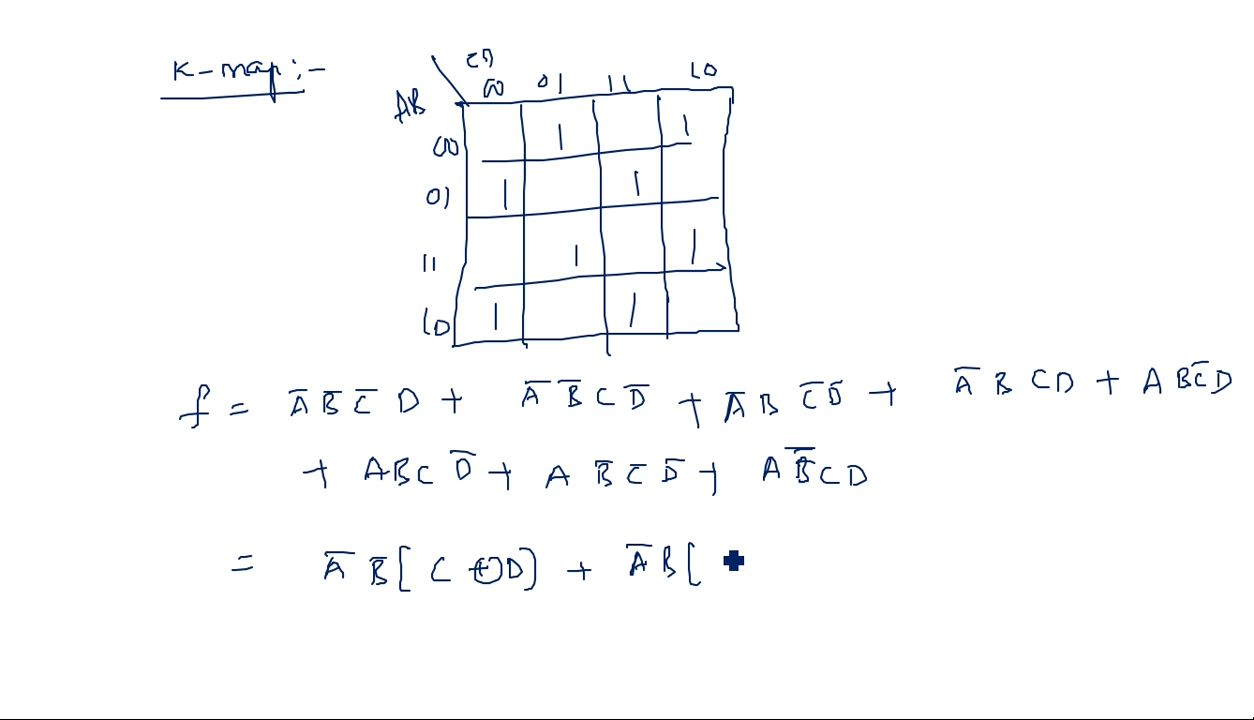 K-map:-
CD
AB 00 01 11 10
00 1 1
01 1 1
11 1 1
10 1 1
f = A̅ B̅ C̅ D + A̅ B̅ C D̅ + A̅ B C̅ D̅ + A̅ B C D + A B C̅ D
+ A B C D̅ + A B̅ C̅ D̅ + A B̅ C D
= A̅ B̅ [ C ⊕ D ] + A̅ B [